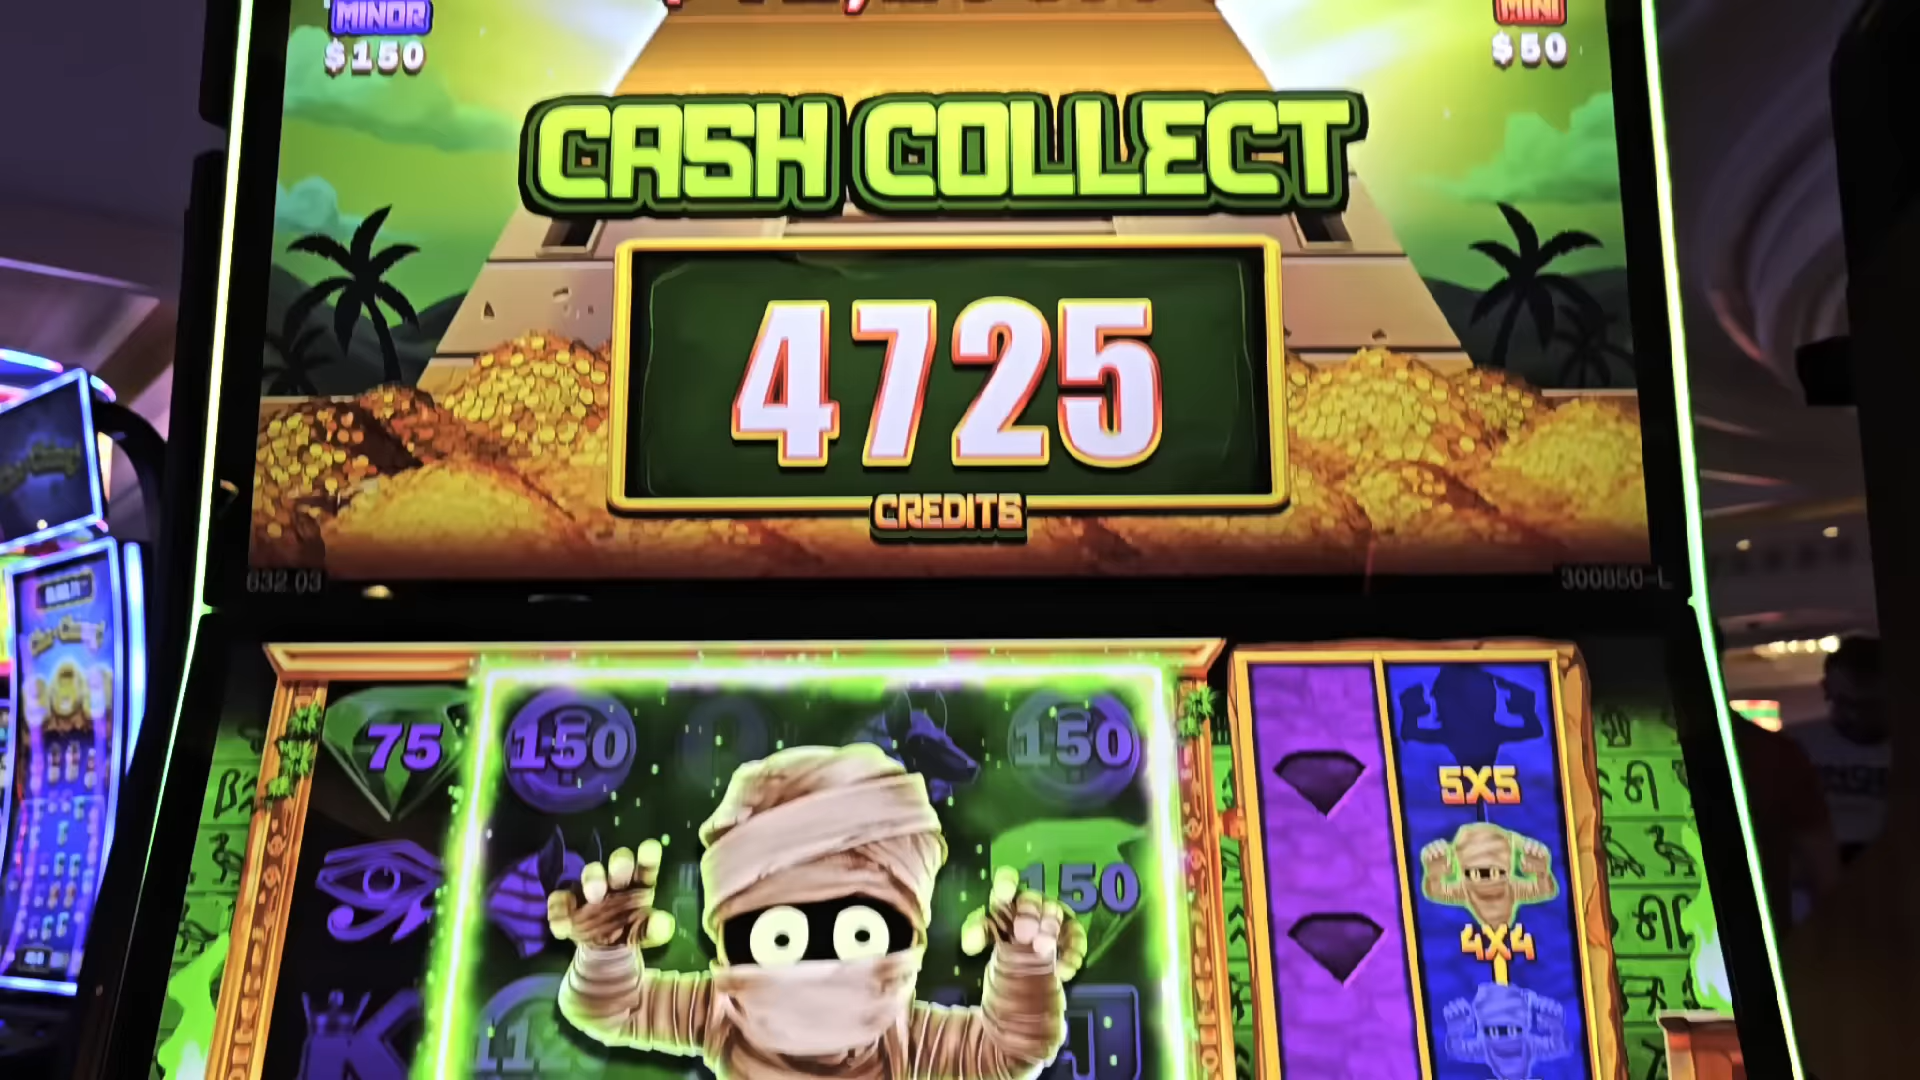 MINOR
$150
MINI
$50
CASH COLLECT
4725
CREDITS
632.03
300850-L
75
150
150
5X5
150
4X4
K